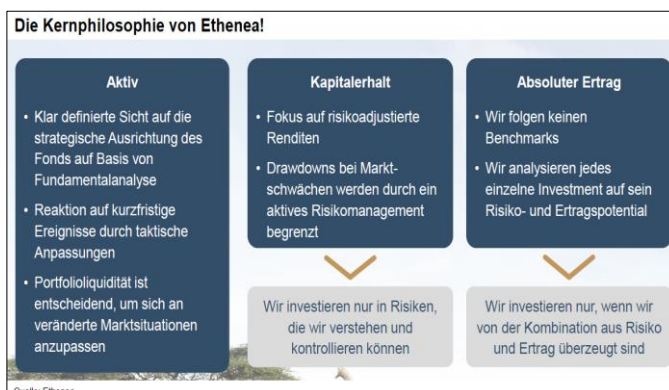 Die Kernphilosophie von Ethenea!
Aktiv
• Klar definierte Sicht auf die
strategische Ausrichtung des
Fonds auf Basis von
Fundamentalanalyse
• Reaktion auf kurzfristige
Ereignisse durch taktische
Anpassungen
• Portfolioliquidität ist
entscheidend, um sich an
veränderte Marktsituationen
anzupassen
Kapitalerhalt
• Fokus auf risikoadjustierte
Renditen
• Drawdowns bei Markt-
schwächen werden durch ein
aktives Risikomanagement
begrenzt
Wir investieren nur in Risiken,
die wir verstehen und
kontrollieren können
Absoluter Ertrag
• Wir folgen keinen
Benchmarks
• Wir analysieren jedes
einzelne Investment auf sein
Risiko- und Ertragspotential
Wir investieren nur, wenn wir
von der Kombination aus Risiko
und Ertrag überzeugt sind
Quelle: Ethenea